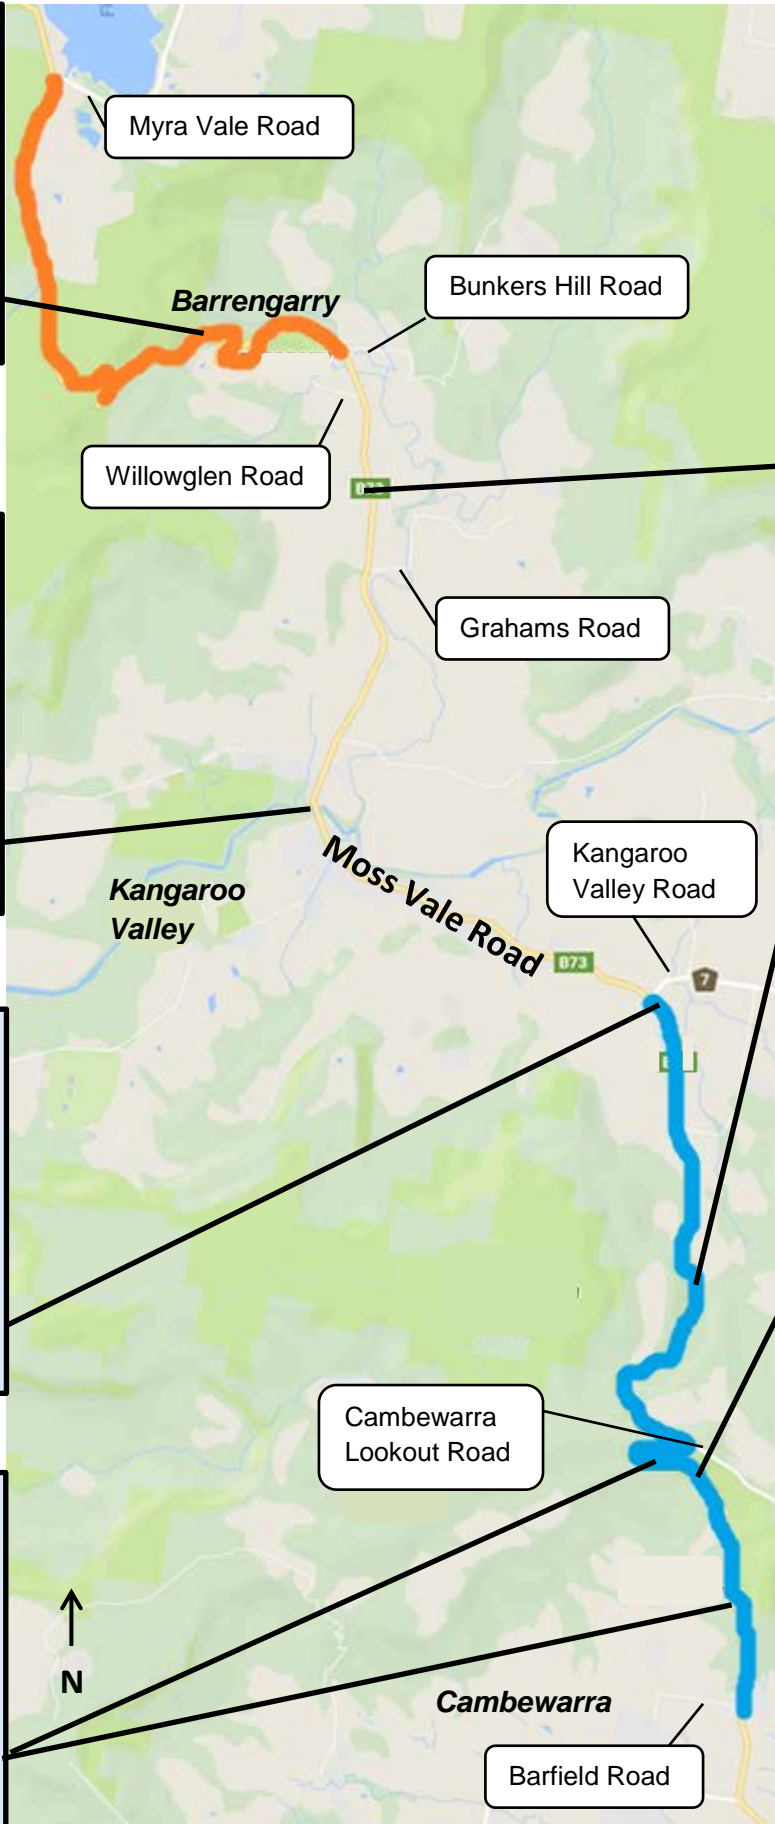 Myra Vale Road
Bunkers Hill Road
Barrengarry
Willowglen Road
Grahams Road
Kangaroo
Valley Road
Moss Vale Road
Kangaroo
Valley
B73
7
Cambewarra
Lookout Road
N
Cambewarra
Barfield Road